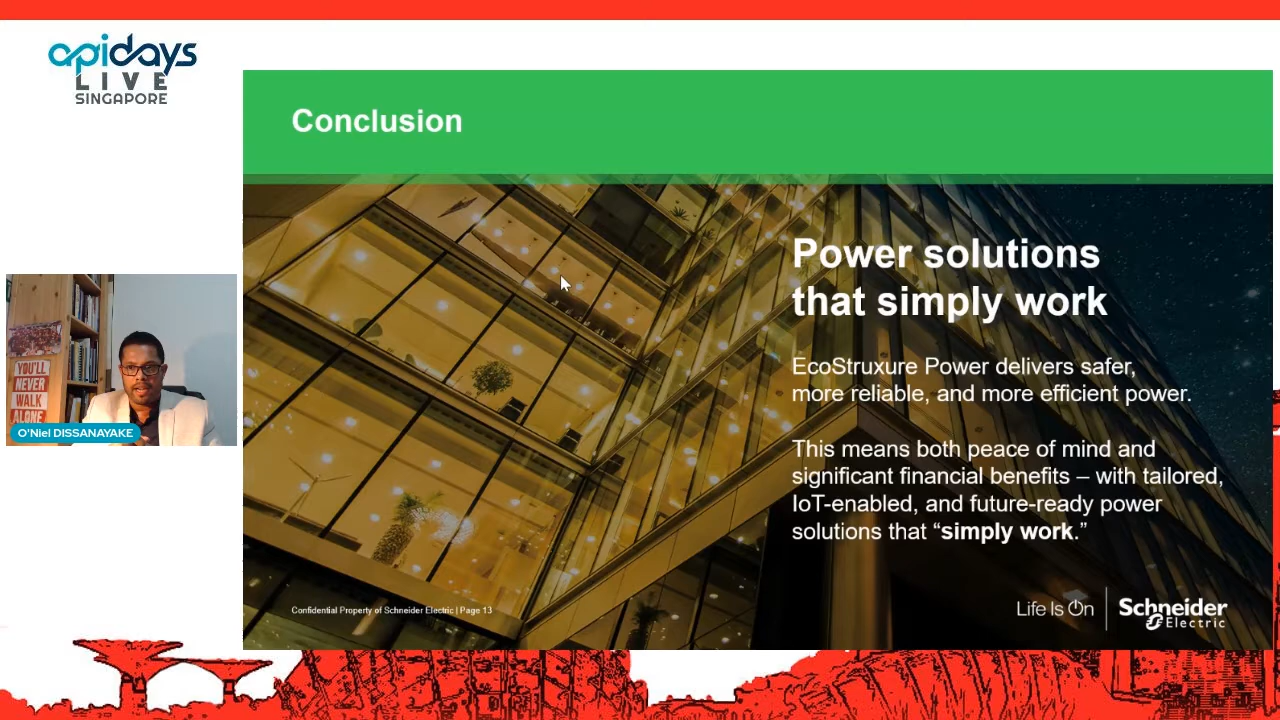 apidays
LIVE
SINGAPORE
Conclusion
Power solutions
that simply work
EcoStruxure Power delivers safer,
more reliable, and more efficient power.
This means both peace of mind and
significant financial benefits – with tailored,
IoT-enabled, and future-ready power
solutions that “simply work.”
YOU'LL
NEVER
WALK
ALONE
O'Niel DISSANAYAKE
Confidential Property of Schneider Electric | Page 13
Life Is On
Schneider
Electric